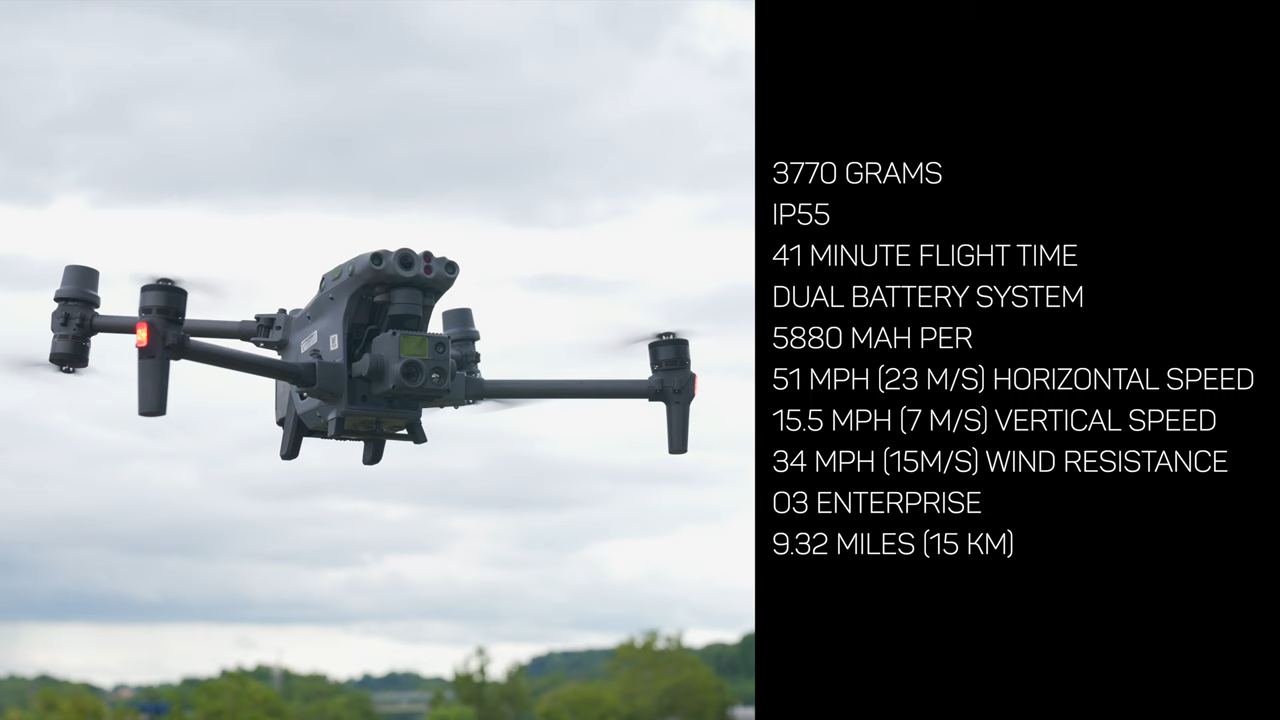 3770 GRAMS
IP55
41 MINUTE FLIGHT TIME
DUAL BATTERY SYSTEM
5880 MAH PER
51 MPH (23 M/S) HORIZONTAL SPEED
15.5 MPH (7 M/S) VERTICAL SPEED
34 MPH (15M/S) WIND RESISTANCE
O3 ENTERPRISE
9.32 MILES (15 KM)